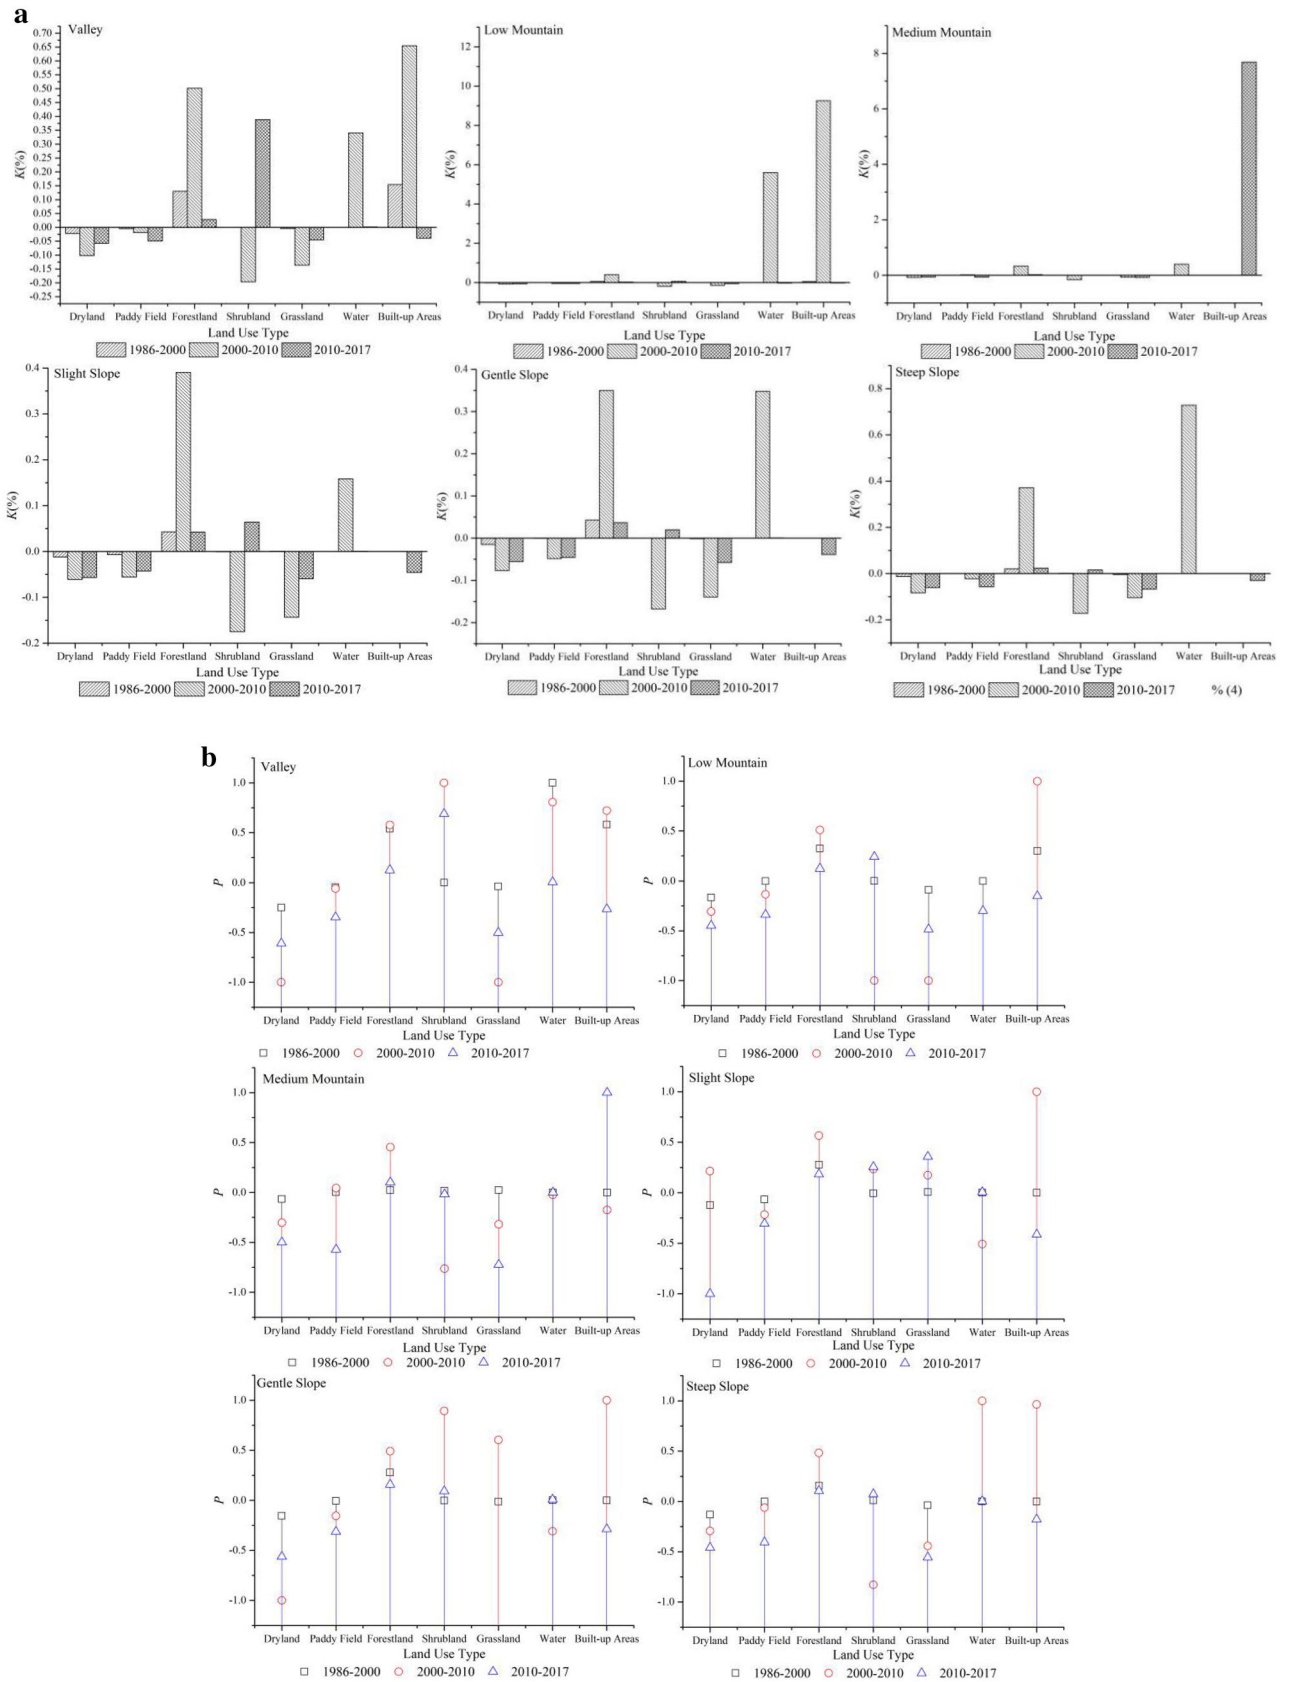 a
Valley
K(%)
0.70
0.65
0.60
0.55
0.50
0.45
0.40
0.35
0.30
0.25
0.20
0.15
0.10
0.05
0.00
-0.05
-0.10
-0.15
-0.20
-0.25
Dryland Paddy Field Forestland Shrubland Grassland Water Built-up Areas
Land Use Type
1986-2000 2000-2010 2010-2017
Low Mountain
K(%)
12
10
8
6
4
2
0
Dryland Paddy Field Forestland Shrubland Grassland Water Built-up Areas
Land Use Type
1986-2000 2000-2010 2010-2017
Medium Mountain
K(%)
8
6
4
2
0
Dryland Paddy Field Forestland Shrubland Grassland Water Built-up Areas
Land Use Type
1986-2000 2000-2010 2010-2017
Slight Slope
K(%)
0.4
0.3
0.2
0.1
0.0
-0.1
-0.2
Dryland Paddy Field Forestland Shrubland Grassland Water Built-up Areas
Land Use Type
1986-2000 2000-2010 2010-2017
Gentle Slope
K(%)
0.4
0.3
0.2
0.1
0.0
-0.1
-0.2
Dryland Paddy Field Forestland Shrubland Grassland Water Built-up Areas
Land Use Type
1986-2000 2000-2010 2010-2017
Steep Slope
K(%)
0.8
0.6
0.4
0.2
0.0
-0.2
Dryland Paddy Field Forestland Shrubland Grassland Water Built-up Areas
Land Use Type
1986-2000 2000-2010 2010-2017 % (4)
b
Valley
P
1.0
0.5
0.0
-0.5
-1.0
Dryland Paddy Field Forestland Shrubland Grassland Water Built-up Areas
Land Use Type
1986-2000 2000-2010 2010-2017
Low Mountain
P
1.0
0.5
0.0
-0.5
-1.0
Dryland Paddy Field Forestland Shrubland Grassland Water Built-up Areas
Land Use Type
1986-2000 2000-2010 2010-2017
Medium Mountain
P
1.0
0.5
0.0
-0.5
-1.0
Dryland Paddy Field Forestland Shrubland Grassland Water Built-up Areas
Land Use Type
1986-2000 2000-2010 2010-2017
Slight Slope
P
1.0
0.5
0.0
-0.5
-1.0
Dryland Paddy Field Forestland Shrubland Grassland Water Built-up Areas
Land Use Type
1986-2000 2000-2010 2010-2017
Gentle Slope
P
1.0
0.5
0.0
-0.5
-1.0
Dryland Paddy Field Forestland Shrubland Grassland Water Built-up Areas
Land Use Type
1986-2000 2000-2010 2010-2017
Steep Slope
P
1.0
0.5
0.0
-0.5
-1.0
Dryland Paddy Field Forestland Shrubland Grassland Water Built-up Areas
Land Use Type
1986-2000 2000-2010 2010-2017